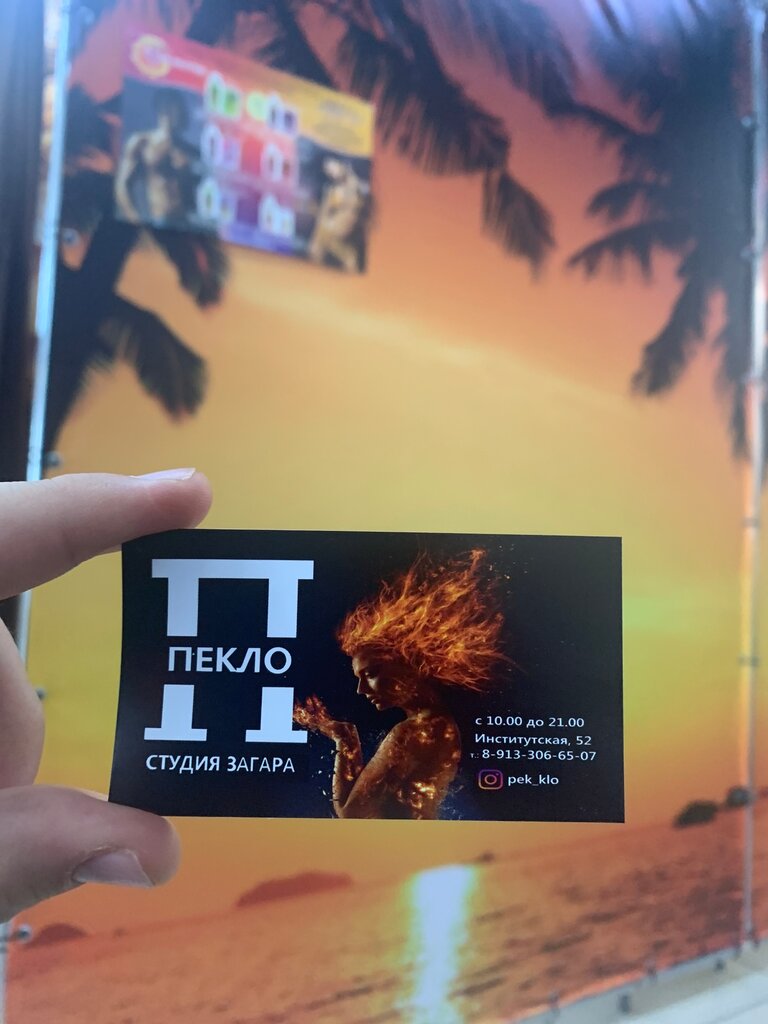 П
ПЕКЛО
СТУДИЯ ЗАГАРА
с 10.00 до 21.00
Институтская, 52
т.: 8-913-306-65-07
pek_klo